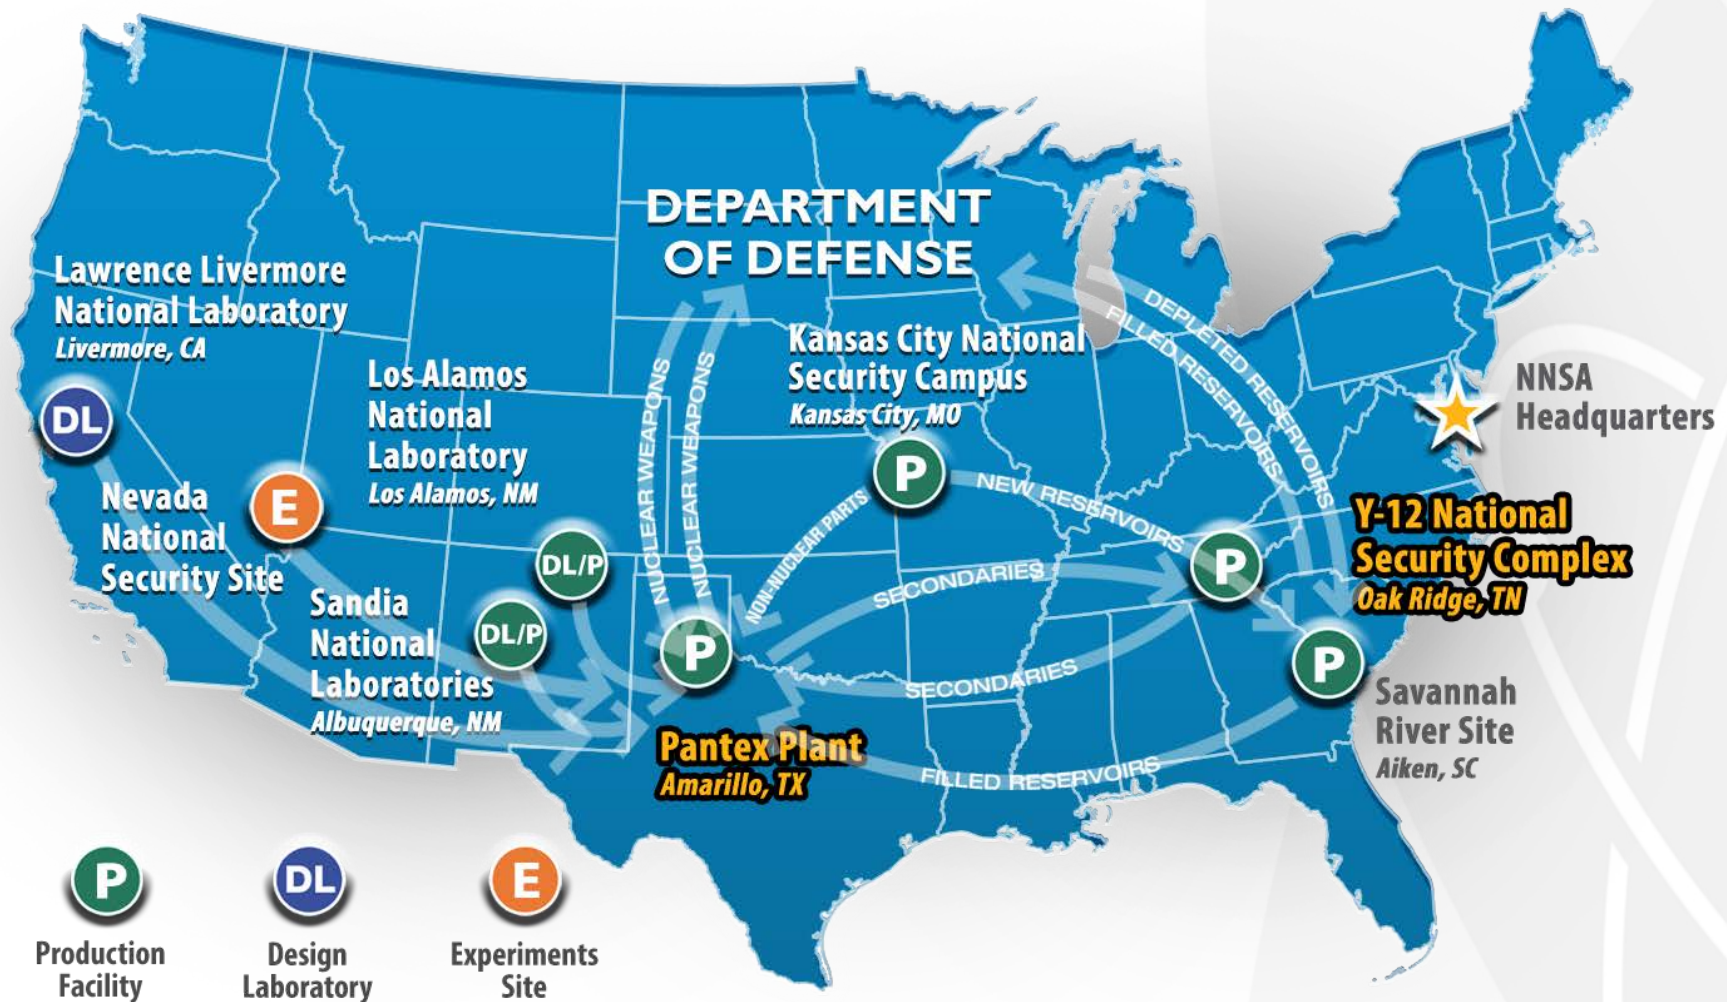 DEPARTMENT
OF DEFENSE
Lawrence Livermore
National Laboratory
Livermore, CA
DL
Nevada
National
Security Site
E
Los Alamos
National
Laboratory
Los Alamos, NM
DL/P
Sandia
National
Laboratories
Albuquerque, NM
DL/P
NUCLEAR WEAPONS
NUCLEAR WEAPONS
Kansas City National
Security Campus
Kansas City, MO
P
NON-NUCLEAR PARTS
NEW RESERVOIRS
SECONDARIES
SECONDARIES
FILLED RESERVOIRS
DEPLETED RESERVOIRS
FILLED RESERVOIRS
P
Pantex Plant
Amarillo, TX
NNSA
Headquarters
P
Y-12 National
Security Complex
Oak Ridge, TN
P
Savannah
River Site
Aiken, SC
P
Production
Facility
DL
Design
Laboratory
E
Experiments
Site